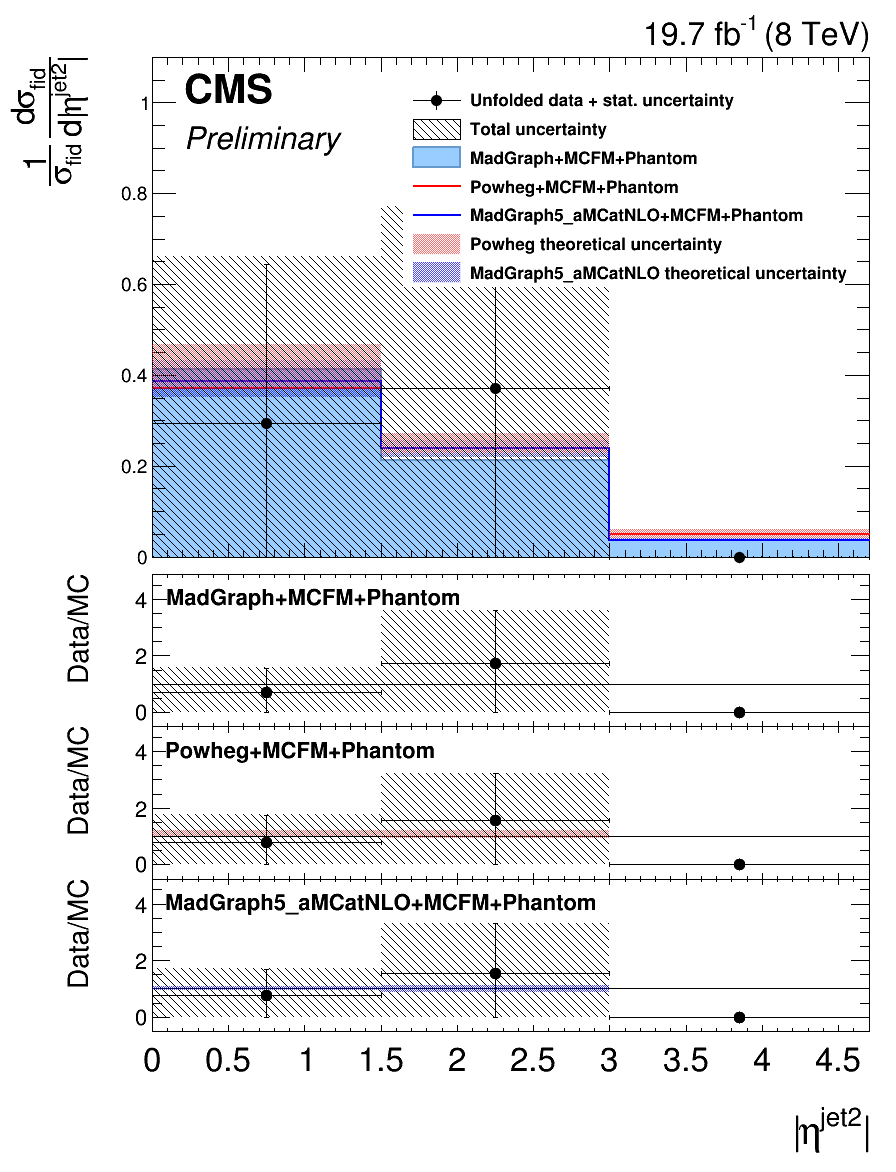 19.7 fb-1 (8 TeV)
1/σfid dσfid/d|ηjet2|
CMS
Preliminary
Unfolded data + stat. uncertainty
Total uncertainty
MadGraph+MCFM+Phantom
Powheg+MCFM+Phantom
MadGraph5_aMCatNLO+MCFM+Phantom
Powheg theoretical uncertainty
MadGraph5_aMCatNLO theoretical uncertainty
1
0.8
0.6
0.4
0.2
0
Data/MC
MadGraph+MCFM+Phantom
4
2
0
Data/MC
Powheg+MCFM+Phantom
4
2
0
Data/MC
MadGraph5_aMCatNLO+MCFM+Phantom
4
2
0
0 0.5 1 1.5 2 2.5 3 3.5 4 4.5
|ηjet2|